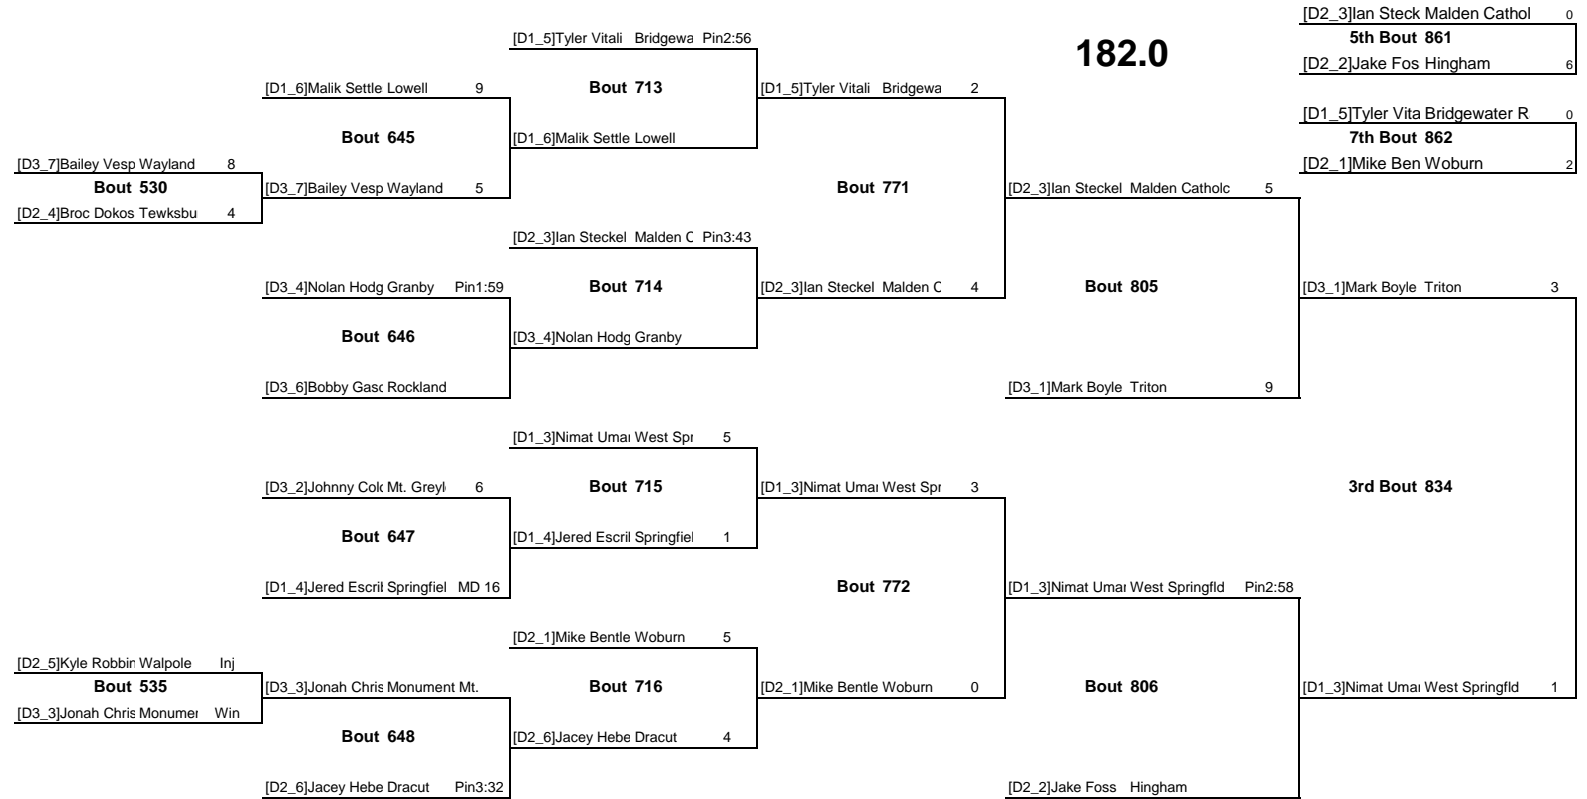 [D2_3]Ian Steck Malden Cathol 0
[D1_5]Tyler Vitali Bridgewa Pin2:56
182.0
5th Bout 861
[D2_2]Jake Fos Hingham 6
[D1_6]Malik Settle Lowell 9
Bout 713
[D1_5]Tyler Vitali Bridgewa 2
[D1_5]Tyler Vita Bridgewater R 0
Bout 645
[D1_6]Malik Settle Lowell
7th Bout 862
[D3_7]Bailey Vesp Wayland 8
[D2_1]Mike Ben Woburn 2
Bout 530
[D3_7]Bailey Vesp Wayland 5
Bout 771
[D2_3]Ian Steckel Malden Catholc 5
[D2_4]Broc Dokos Tewksbu 4
[D2_3]Ian Steckel Malden C Pin3:43
[D3_4]Nolan Hodg Granby Pin1:59
Bout 714
[D2_3]Ian Steckel Malden C 4
Bout 805
[D3_1]Mark Boyle Triton 3
Bout 646
[D3_4]Nolan Hodg Granby
[D3_6]Bobby Gasc Rockland
[D3_1]Mark Boyle Triton 9
[D1_3]Nimat Umar West Spr 5
[D3_2]Johnny Colo Mt. Greyl 6
Bout 715
[D1_3]Nimat Umar West Spr 3
3rd Bout 834
Bout 647
[D1_4]Jered Escril Springfiel 1
[D1_4]Jered Escril Springfiel MD 16
Bout 772
[D1_3]Nimat Umar West Springfld Pin2:58
[D2_1]Mike Bentle Woburn 5
[D2_5]Kyle Robbin Walpole Inj
Bout 535
[D3_3]Jonah Chris Monument Mt.
Bout 716
[D2_1]Mike Bentle Woburn 0
Bout 806
[D1_3]Nimat Umar West Springfld 1
[D3_3]Jonah Chris Monumer Win
Bout 648
[D2_6]Jacey Hebe Dracut 4
[D2_6]Jacey Hebe Dracut Pin3:32
[D2_2]Jake Foss Hingham